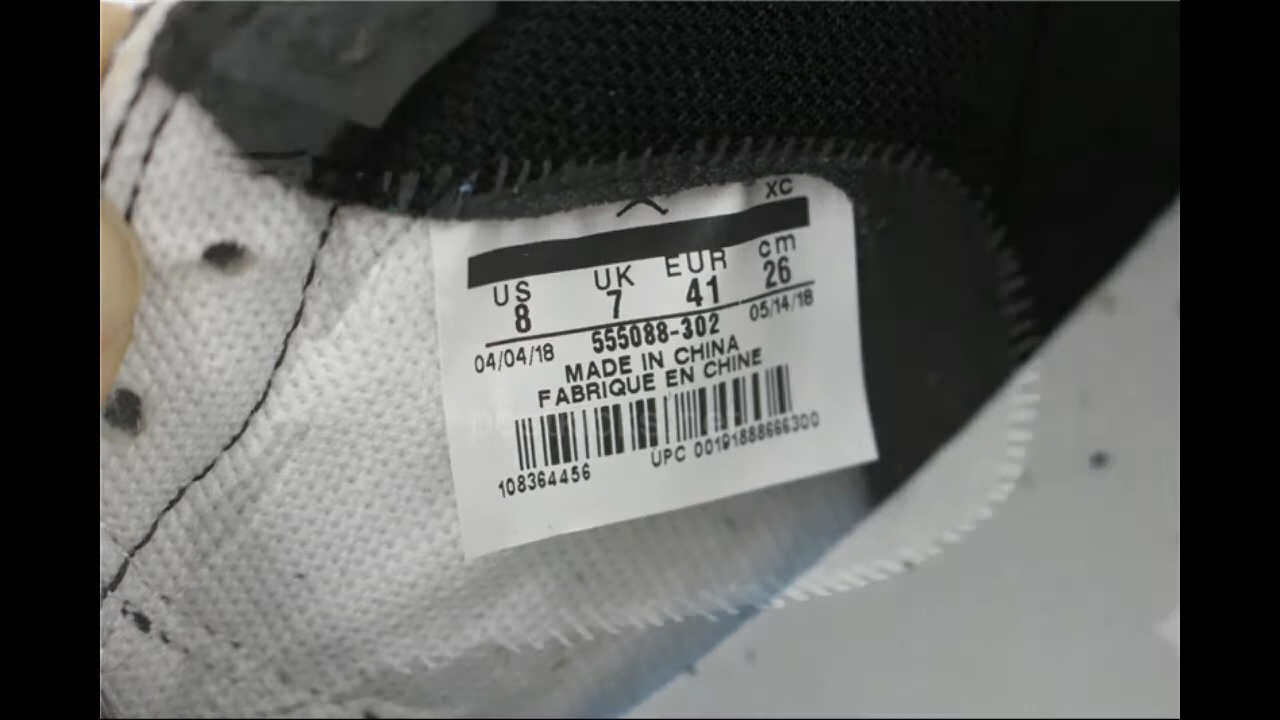 XC
US UK EUR cm
8 7 41 26
04/04/18 555088-302 05/14/18
MADE IN CHINA
FABRIQUE EN CHINE
108364456 UPC 00191888666300